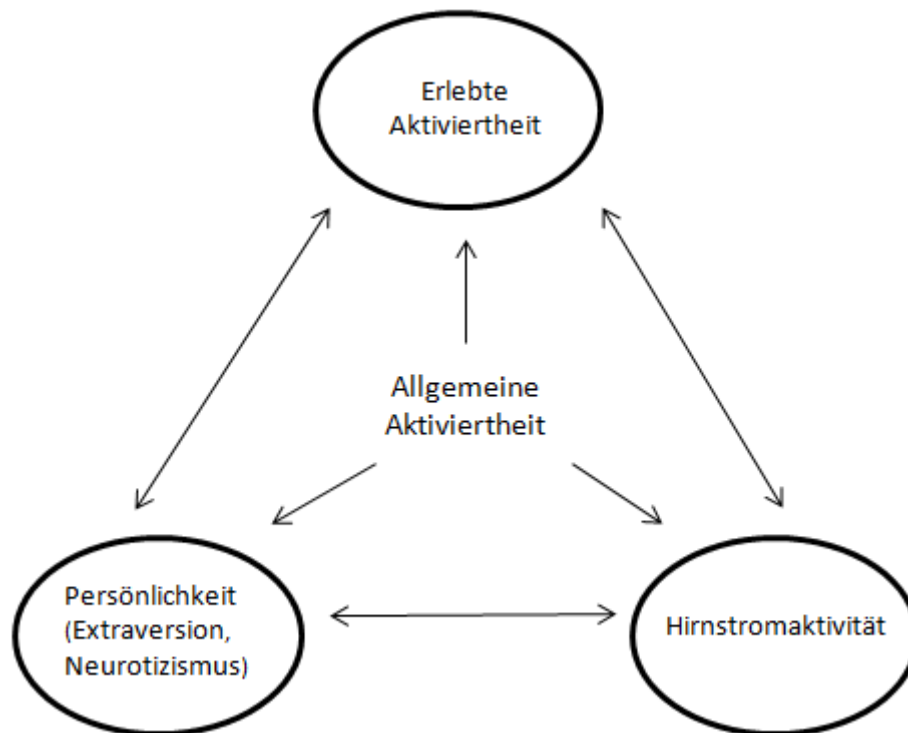 Erlebte
Aktiviertheit
Allgemeine
Aktiviertheit
Persönlichkeit
(Extraversion,
Neurotizismus)
Hirnstromaktivität